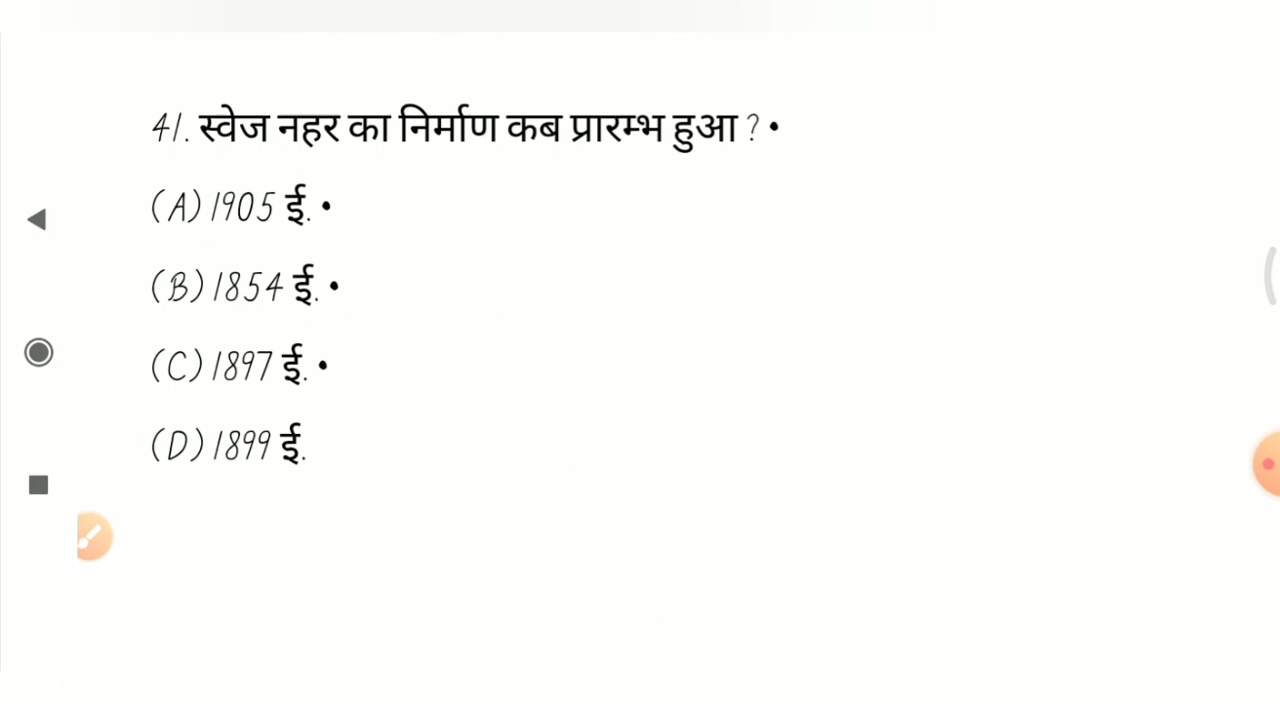 41. स्वेज नहर का निर्माण कब प्रारम्भ हुआ ? •
(A) 1905 ई. •
(B) 1854 ई. •
(C) 1897 ई. •
(D) 1899 ई.